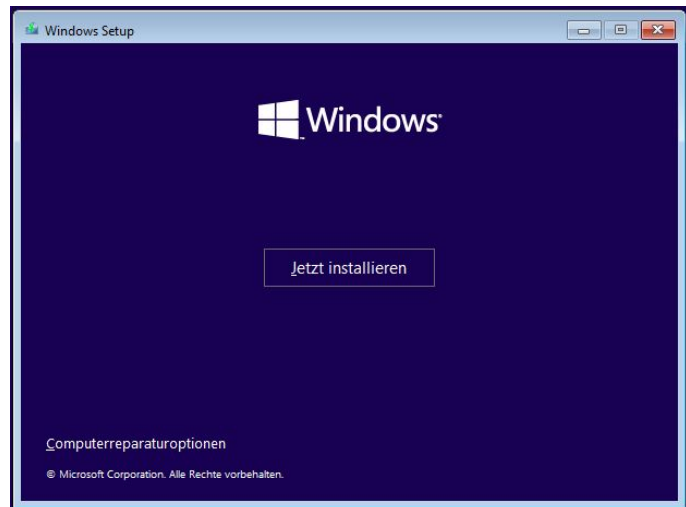 Windows Setup
Windows
Jetzt installieren
Computerreparaturoptionen
© Microsoft Corporation. Alle Rechte vorbehalten.